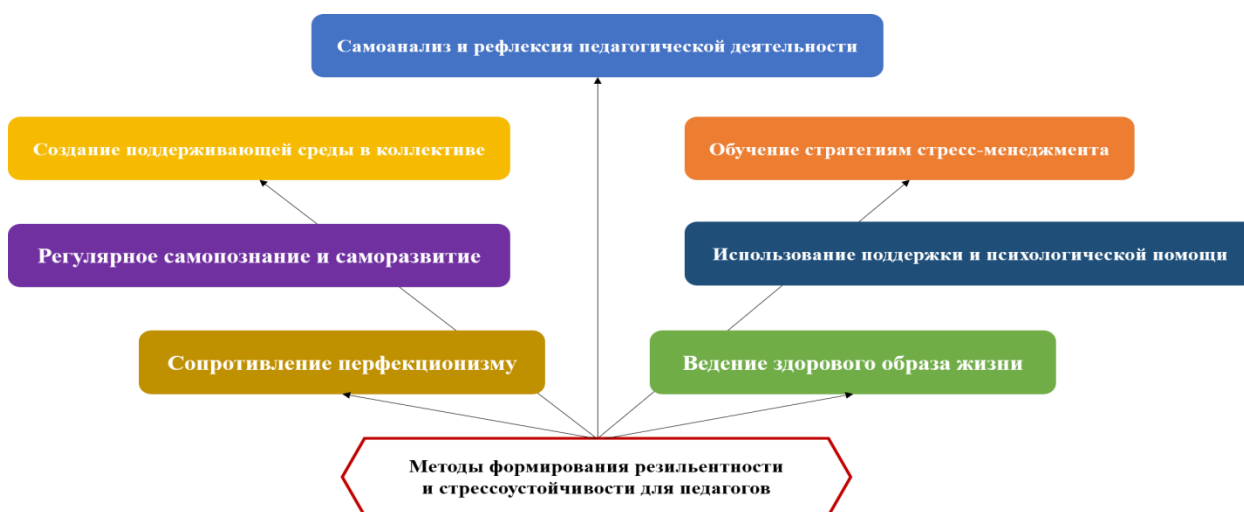 Самоанализ и рефлексия педагогической деятельности
Создание поддерживающей среды в коллективе
Обучение стратегиям стресс-менеджмента
Регулярное самопознание и саморазвитие
Использование поддержки и психологической помощи
Сопротивление перфекционизму
Ведение здорового образа жизни
Методы формирования резильентности
и стрессоустойчивости для педагогов